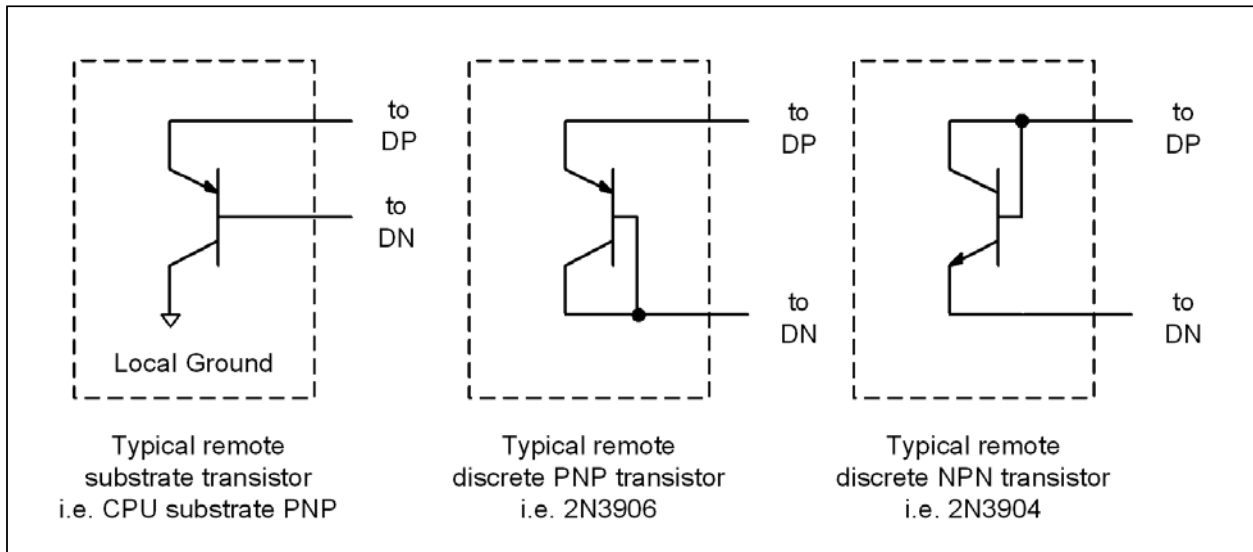 to
DP
to
DN
Local Ground
Typical remote
substrate transistor
i.e. CPU substrate PNP
to
DP
to
DN
Typical remote
discrete PNP transistor
i.e. 2N3906
to
DP
to
DN
Typical remote
discrete NPN transistor
i.e. 2N3904